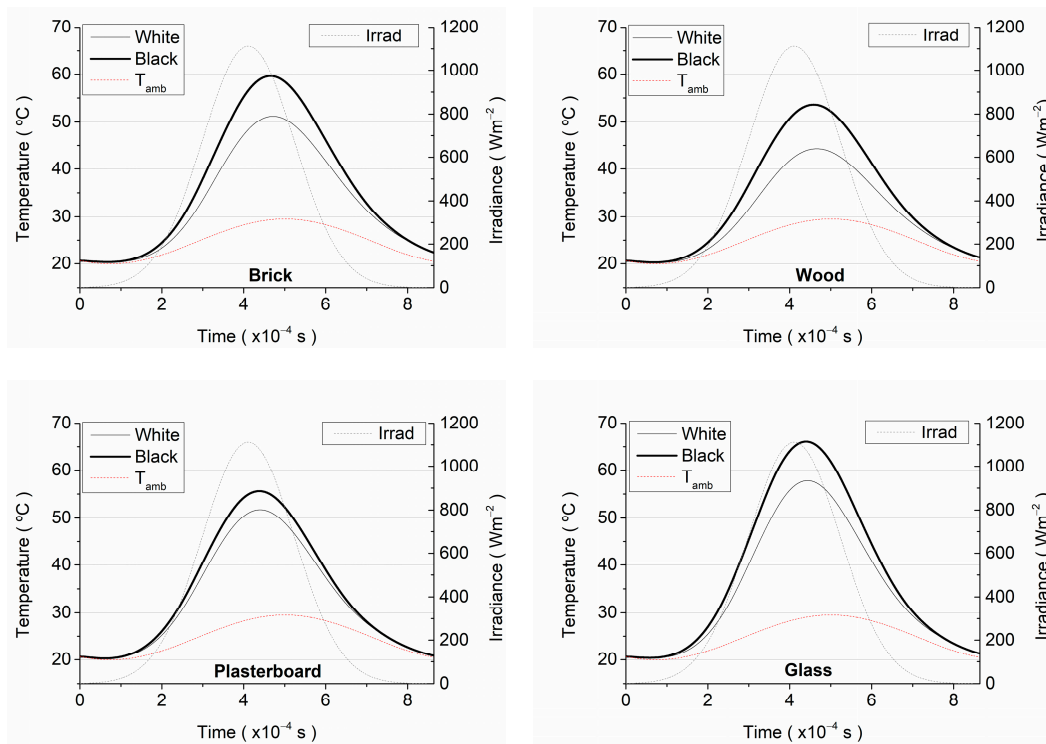 70
60
50
40
30
20
Temperature ( ºC )
White
Black
T amb
Irrad
1200
1000
800
600
400
200
0
Irradiance ( Wm−2 )
Brick
0 2 4 6 8
Time ( x10−4 s )
70
60
50
40
30
20
Temperature ( ºC )
White
Black
T amb
Irrad
1200
1000
800
600
400
200
0
Irradiance ( Wm−2 )
Wood
0 2 4 6 8
Time ( x10−4 s )
70
60
50
40
30
20
Temperature ( ºC )
White
Black
T amb
Irrad
1200
1000
800
600
400
200
0
Irraciance ( Wm−2 )
Plasterboard
0 2 4 6 8
Time ( x10−4 s )
70
60
50
40
30
20
Temperature ( ºC )
White
Black
T amb
Irrad
1200
1000
800
600
400
200
0
Irradiance ( Wm−2 )
Glass
0 2 4 6 8
Time ( x10−4 s )